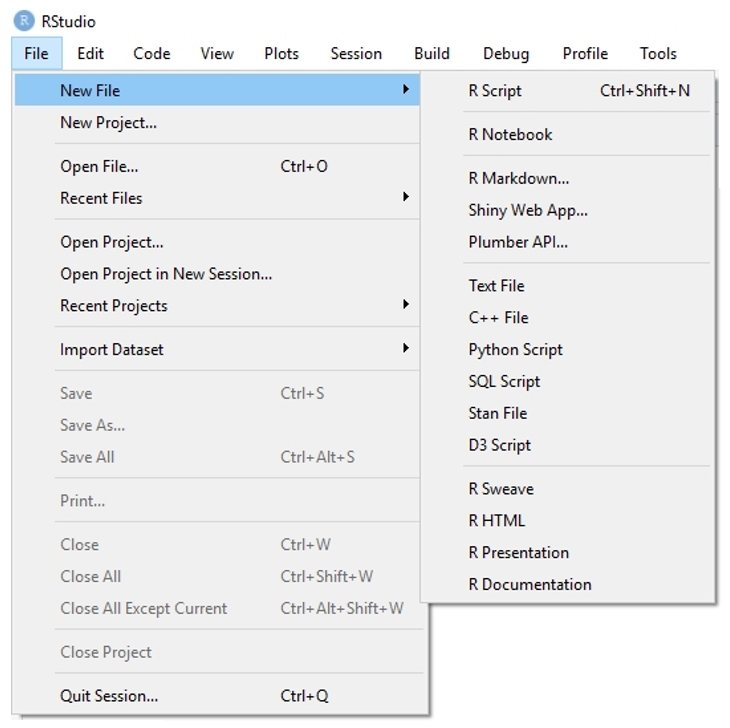 R RStudio
File Edit Code View Plots Session Build Debug Profile Tools
New File
New Project...
Open File... Ctrl+O
Recent Files
Open Project...
Open Project in New Session...
Recent Projects
Import Dataset
Save Ctrl+S
Save As...
Save All Ctrl+Alt+S
Print...
Close Ctrl+W
Close All Ctrl+Shift+W
Close All Except Current Ctrl+Alt+Shift+W
Close Project
Quit Session... Ctrl+Q
R Script Ctrl+Shift+N
R Notebook
R Markdown...
Shiny Web App...
Plumber API...
Text File
C++ File
Python Script
SQL Script
Stan File
D3 Script
R Sweave
R HTML
R Presentation
R Documentation